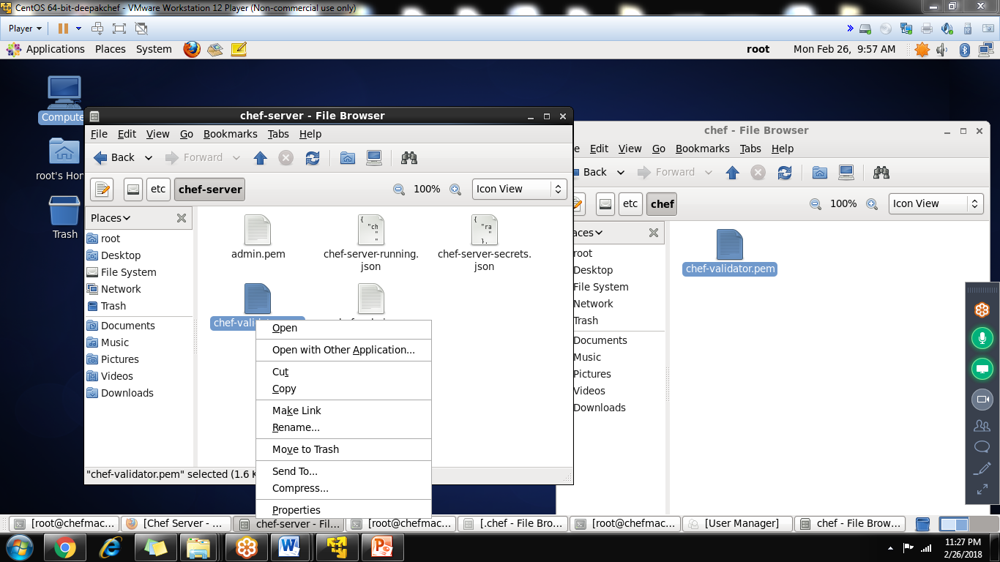 CentOS 64-bit-deepakchef - VMware Workstation 12 Player (Non-commercial use only)
Player
Applications Places System
root Mon Feb 26, 9:57 AM
Compute
root's Hom
Trash
chef-server - File Browser
File Edit View Go Bookmarks Tabs Help
Back Forward
etc chef-server 100% Icon View
Places
root
Desktop
File System
Network
Trash
Documents
Music
Pictures
Videos
Downloads
admin.pem
chef-server-running.
json
chef-server-secrets.
json
{
"ch
"
{
"ra
"
},
"chef-validator.pem" selected (1.6 K
Open
Open with Other Application...
Cut
Copy
Make Link
Rename...
Move to Trash
Send To...
Compress...
Properties
chef - File Browser
e Edit View Go Bookmarks Tabs Help
Back Forward
etc chef 100% Icon View
aces
root
Desktop
File System
Network
Trash
Documents
Music
Pictures
Videos
Downloads
chef-validator.pem
[root@chefmac... [Chef Server - ... chef-server - Fil... [root@chefmac... [.chef - File Bro... [root@chefmac... [User Manager] chef - File Brow...
11:27 PM
2/26/2018